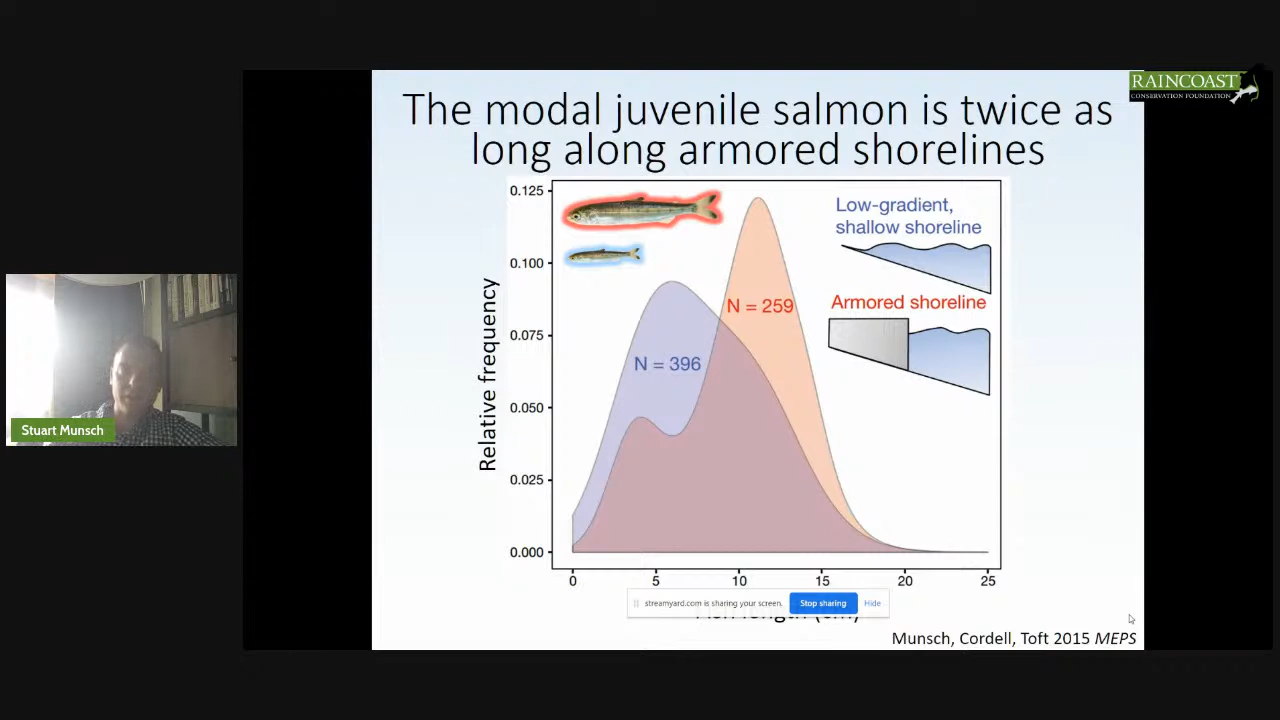 RAINCOAST
CONSERVATION FOUNDATION
The modal juvenile salmon is twice as
long along armored shorelines
0.125
0.100
0.075
0.050
0.025
0.000
Relative frequency
Low-gradient,
shallow shoreline
Armored shoreline
N = 259
N = 396
0 5 10 15 20 25
streamyard.com is sharing your screen. Stop sharing Hide
length (cm)
Munsch, Cordell, Toft 2015 MEPS
Stuart Munsch